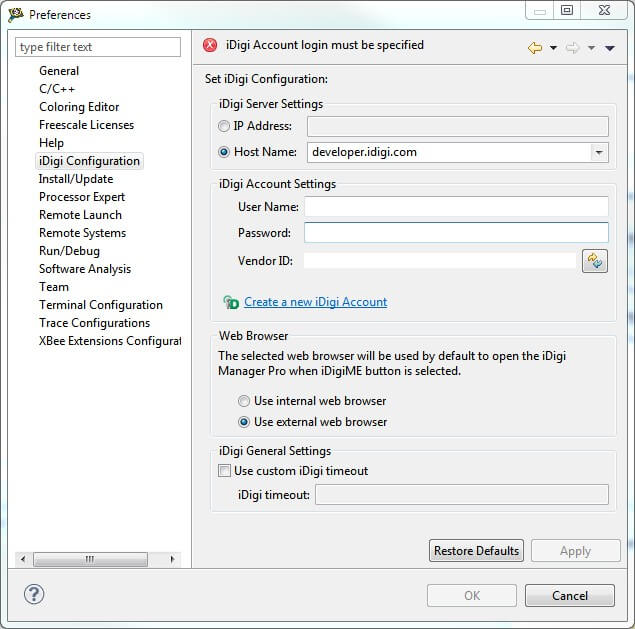 Preferences
type filter text
General
C/C++
Coloring Editor
Freescale Licenses
Help
iDigi Configuration
Install/Update
Processor Expert
Remote Launch
Remote Systems
Run/Debug
Software Analysis
Team
Terminal Configuration
Trace Configurations
XBee Extensions Configurat
iDigi Account login must be specified
Set iDigi Configuration:
iDigi Server Settings
IP Address:
Host Name: developer.idigi.com
iDigi Account Settings
User Name:
Password:
Vendor ID:
Create a new iDigi Account
Web Browser
The selected web browser will be used by default to open the iDigi
Manager Pro when iDigiME button is selected.
Use internal web browser
Use external web browser
iDigi General Settings
Use custom iDigi timeout
iDigi timeout:
Restore Defaults Apply
OK Cancel